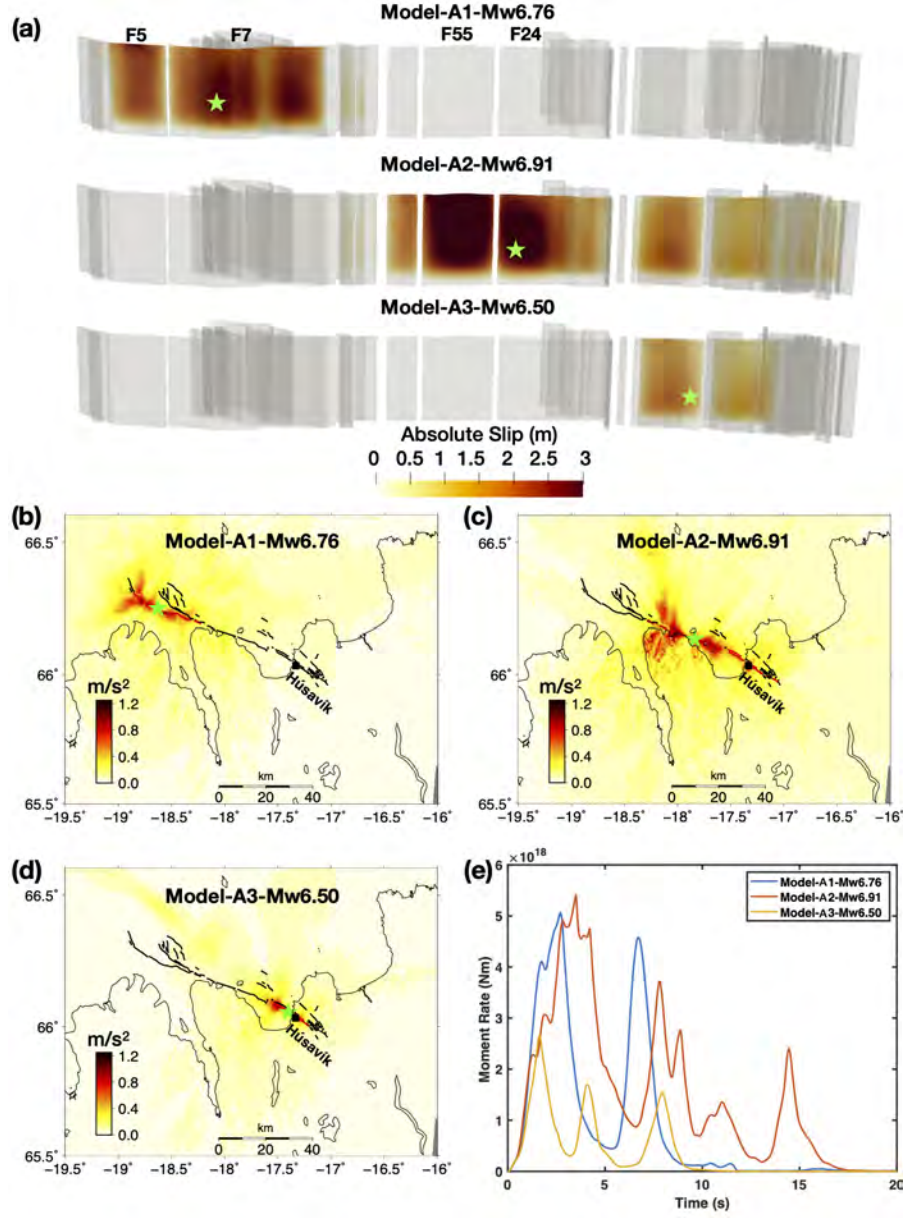 (a)
Model-A1-Mw6.76
F5 F7 F55 F24
Model-A2-Mw6.91
Model-A3-Mw6.50
Absolute Slip (m)
0 0.5 1 1.5 2 2.5 3
(b)
Model-A1-Mw6.76
66.5˚
66˚
65.5˚
Húsavík
m/s²
1.2
0.8
0.4
0.0
km
0 20 40
−19.5˚ −19˚ −18.5˚ −18˚ −17.5˚ −17˚ −16.5˚ −16˚
(c)
Model-A2-Mw6.91
66.5˚
66˚
65.5˚
Húsavík
m/s²
1.2
0.8
0.4
0.0
km
0 20 40
−19.5˚ −19˚ −18.5˚ −18˚ −17.5˚ −17˚ −16.5˚ −16˚
(d)
Model-A3-Mw6.50
66.5˚
66˚
65.5˚
Húsavík
m/s²
1.2
0.8
0.4
0.0
km
0 20 40
−19.5˚ −19˚ −18.5˚ −18˚ −17.5˚ −17˚ −16.5˚ −16˚
(e)
×10¹⁸
6
5
4
3
2
1
0
Moment Rate (Nm)
Model-A1-Mw6.76
Model-A2-Mw6.91
Model-A3-Mw6.50
0 5 10 15 20
Time (s)